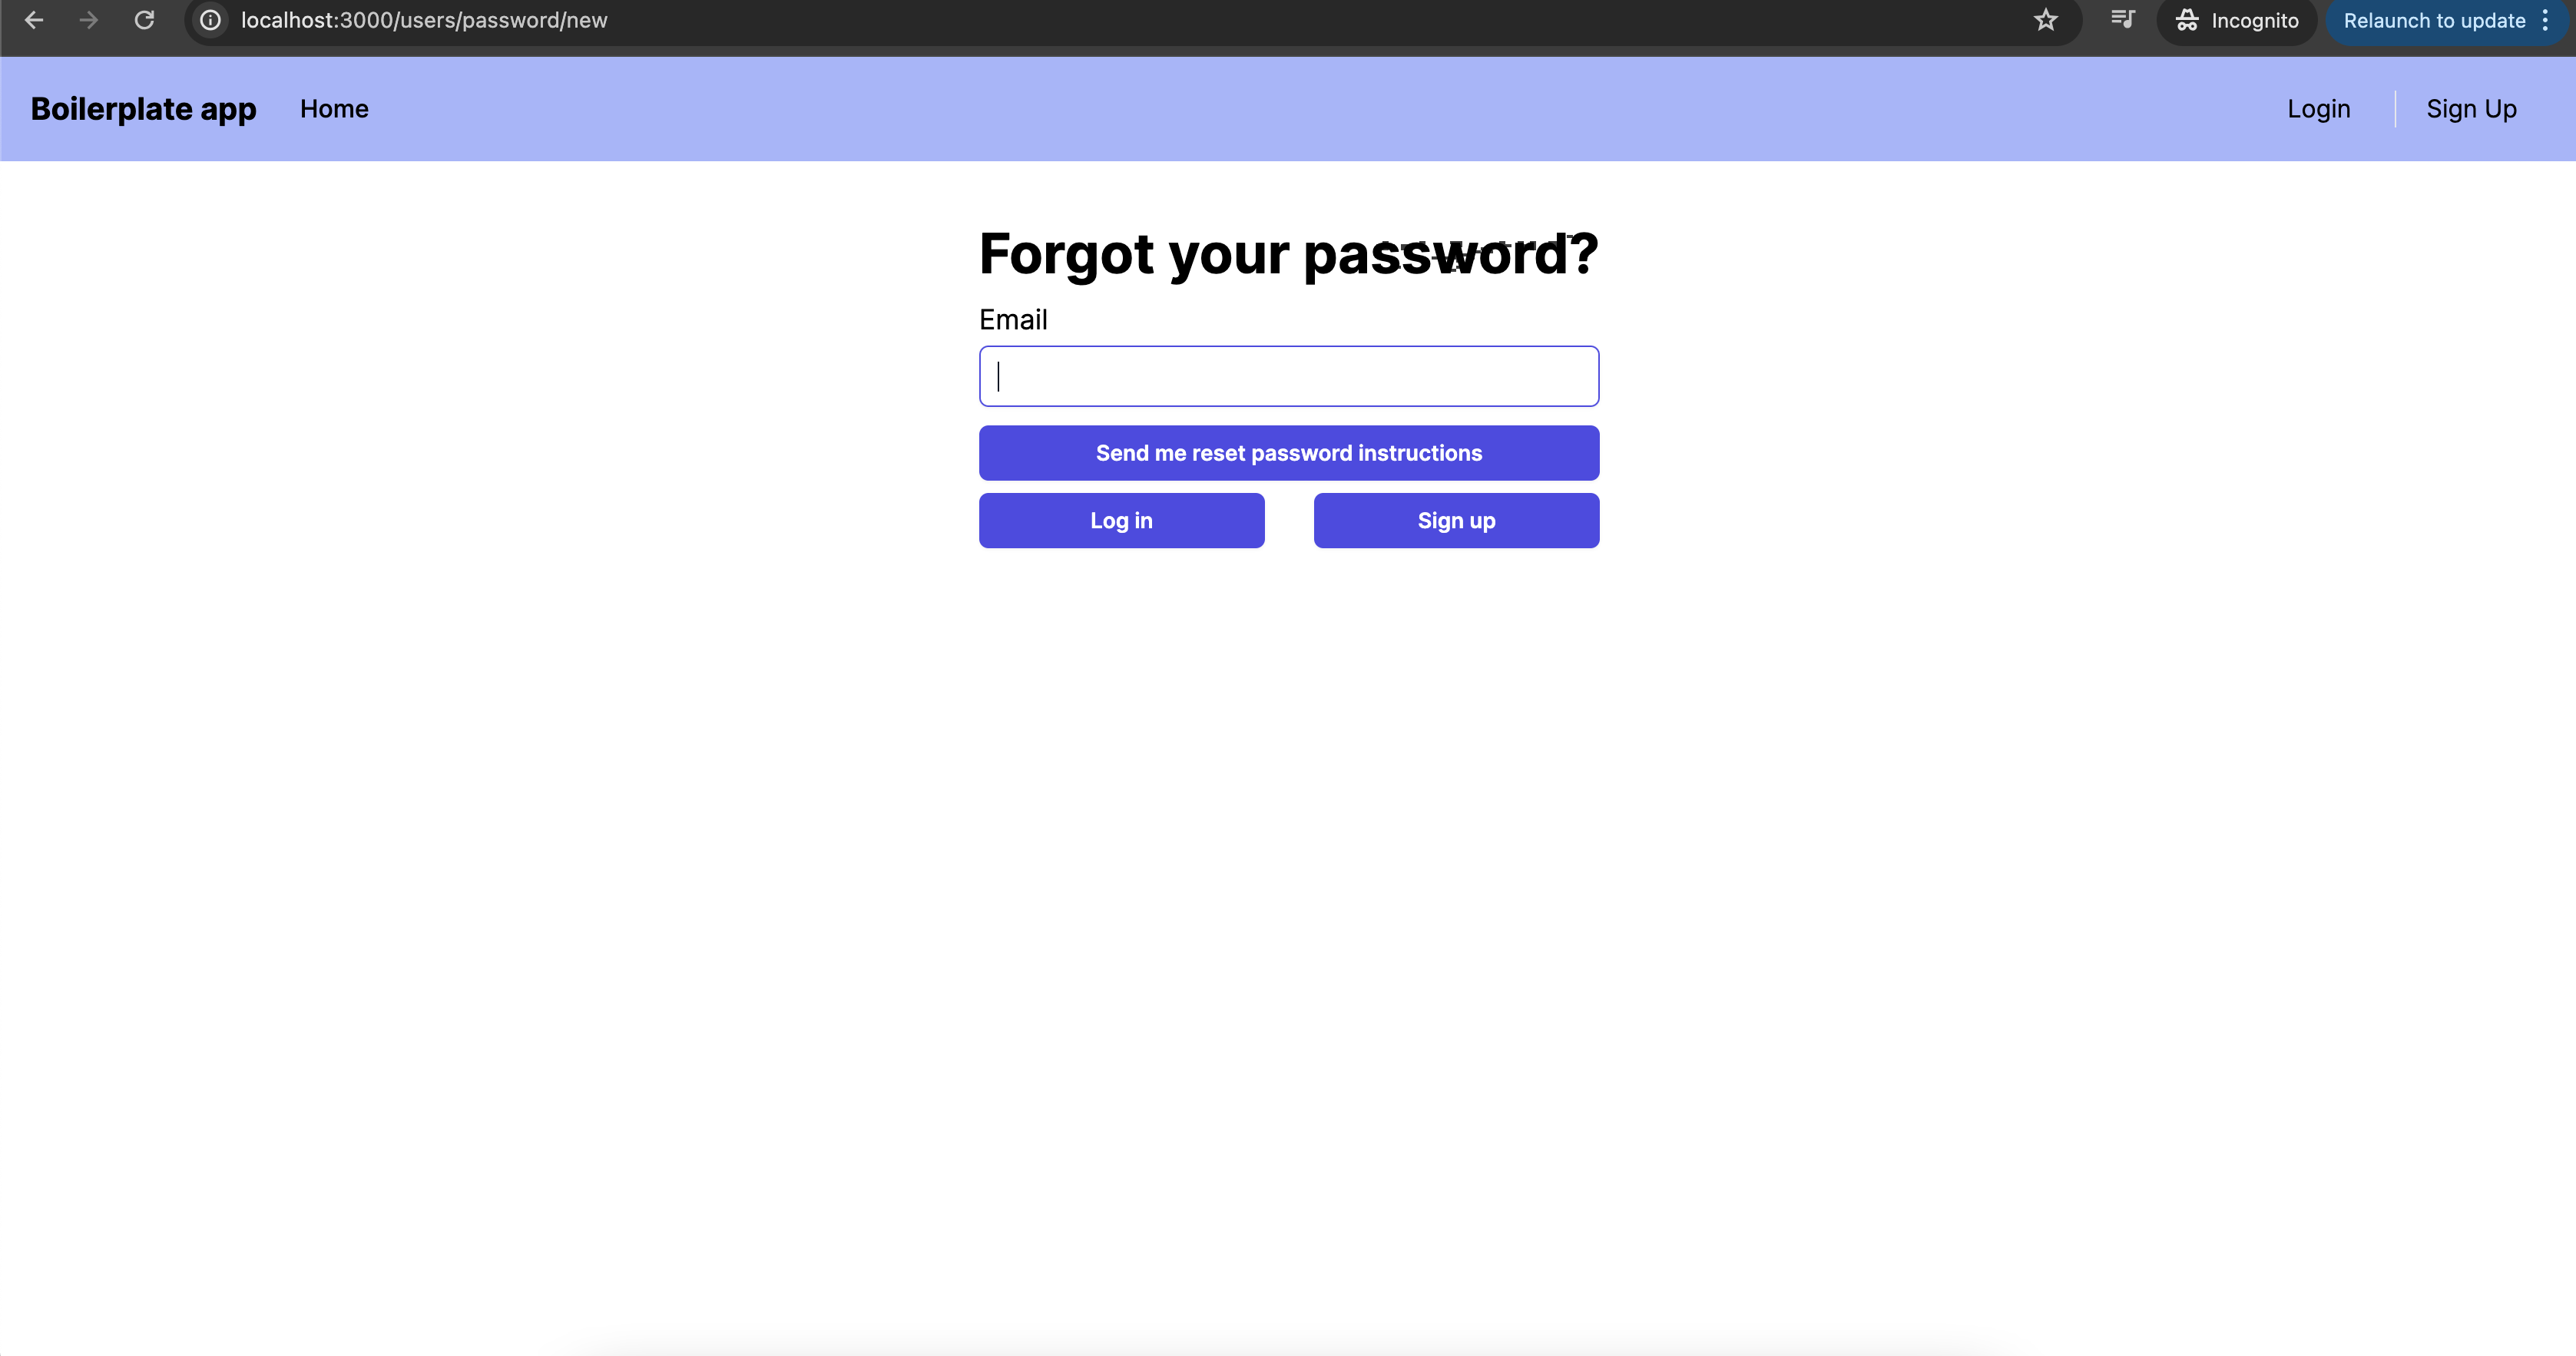 localhost:3000/users/password/new
Incognito
Relaunch to update
Boilerplate app
Home
Login
Sign Up
Forgot your password?
Email
Send me reset password instructions
Log in
Sign up